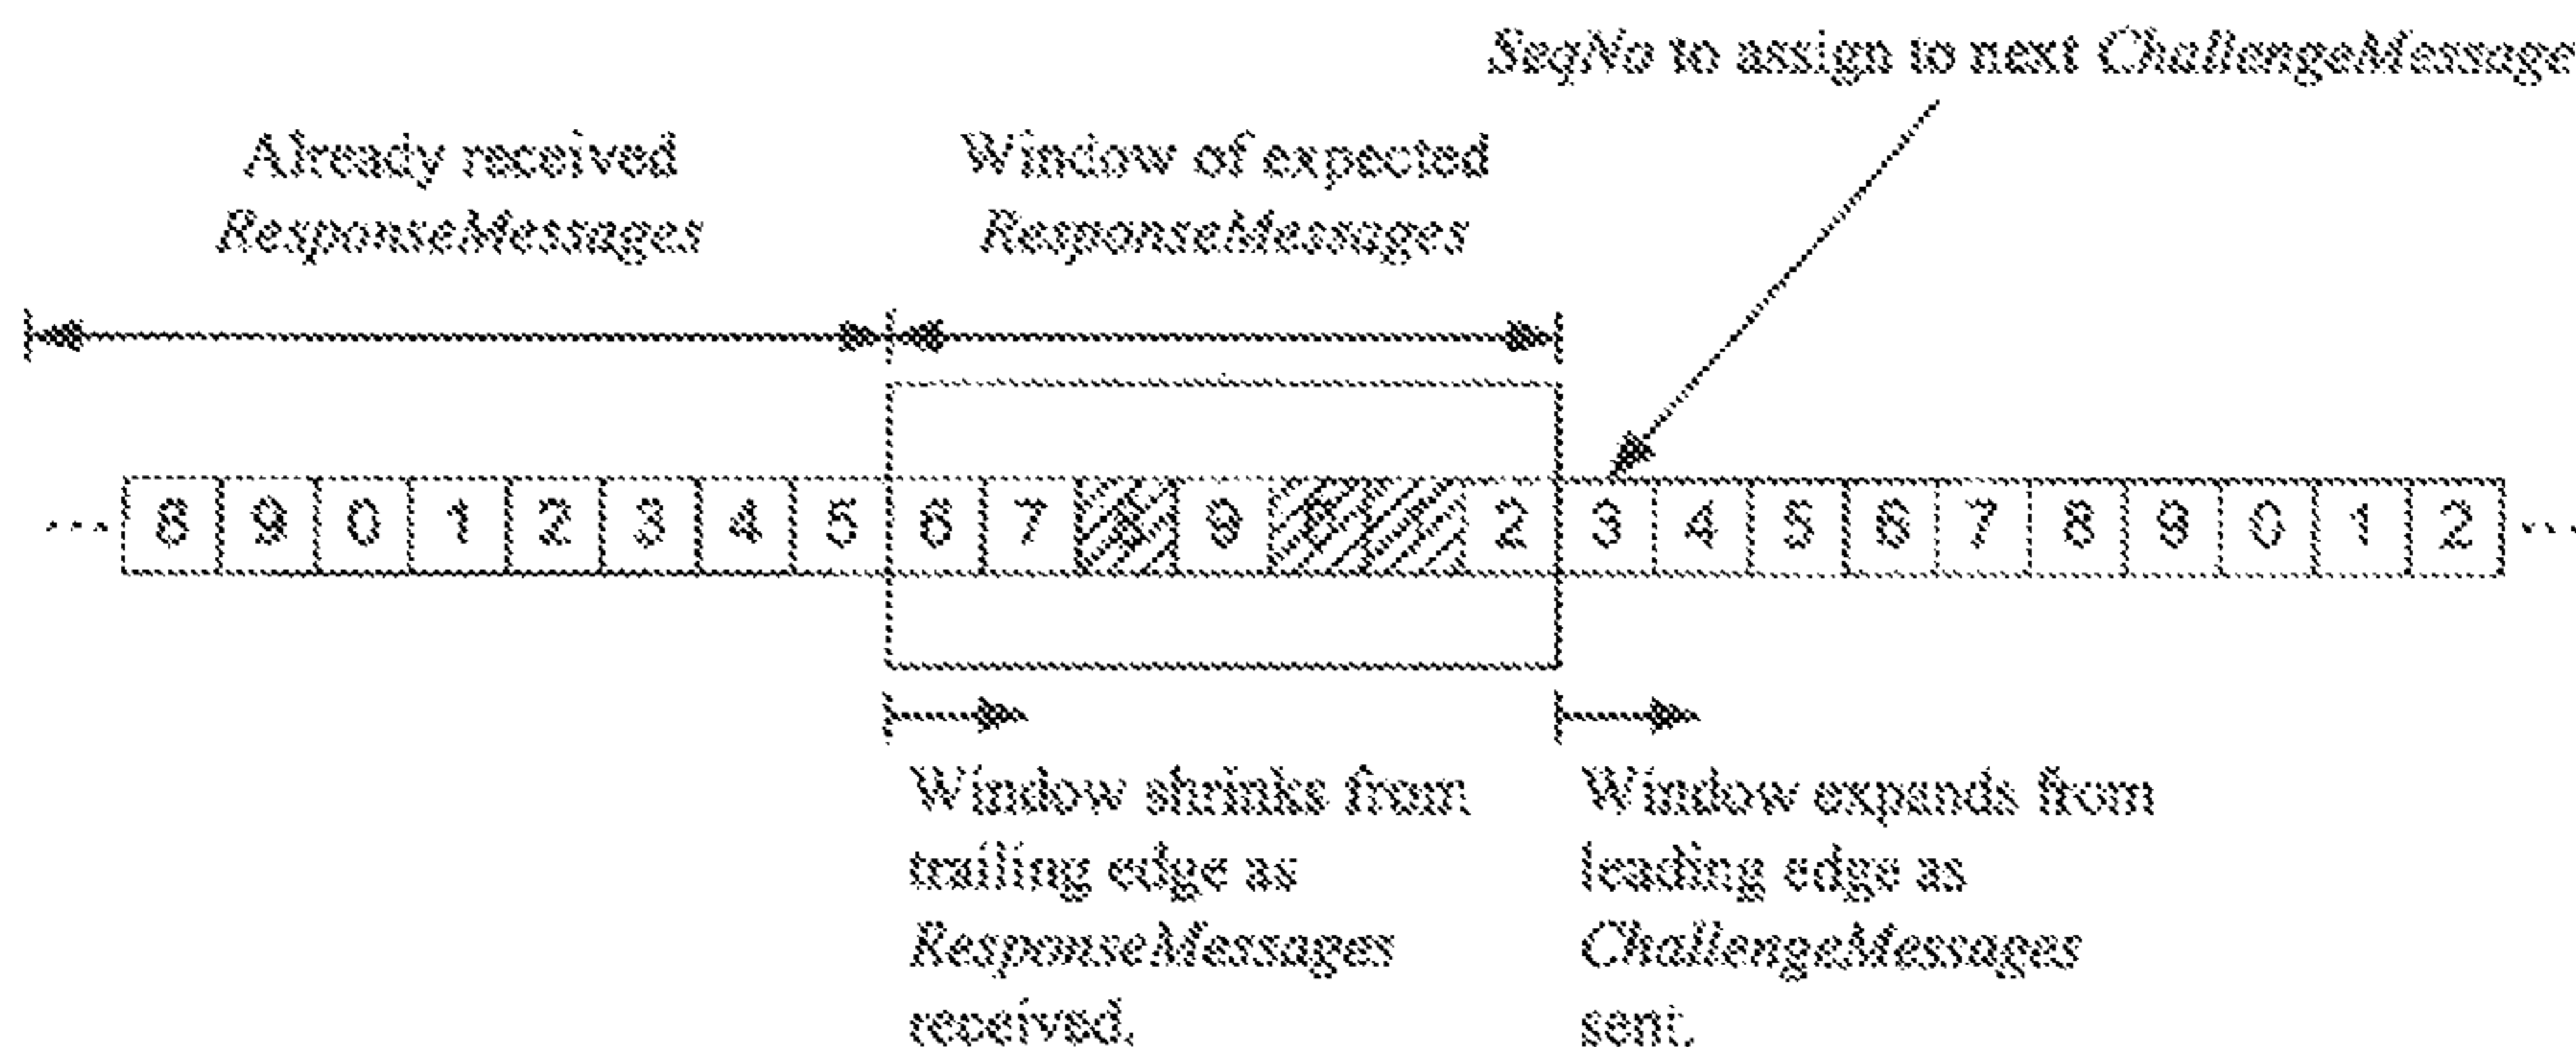 SeqNo to assign to next ChallengeMessage
Already received
ResponseMessages
Window of expected
ResponseMessages
... 8 9 0 1 2 3 4 5 6 7 9 2 3 4 5 6 7 8 9 0 1 2 ...
Window shrinks from
trailing edge as
ResponseMessages
received.
Window expands from
leading edge as
ChallengeMessages
sent.